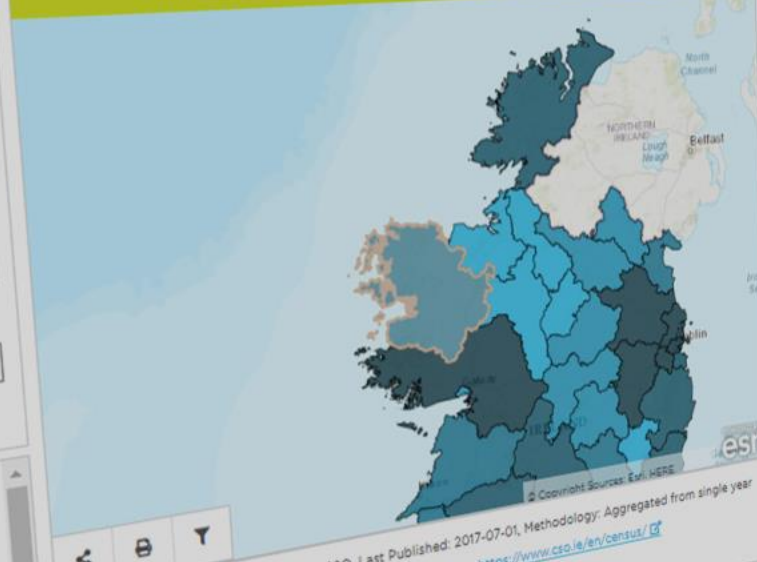 North
Channel
NORTHERN
IRELAND
Belfast
Lough
Neagh
blin
esr
© Copyright Sources: Esri, HERE
Last Published: 2017-07-01, Methodology: Aggregated from single year
https://www.cso.ie/en/census/